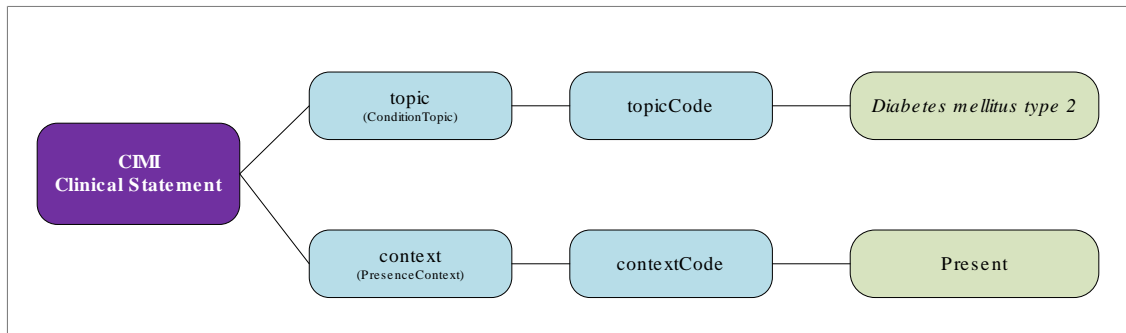 CIMI
Clinical Statement
topic
(ConditionTopic)
topicCode
Diabetes mellitus type 2
context
(PresenceContext)
contextCode
Present